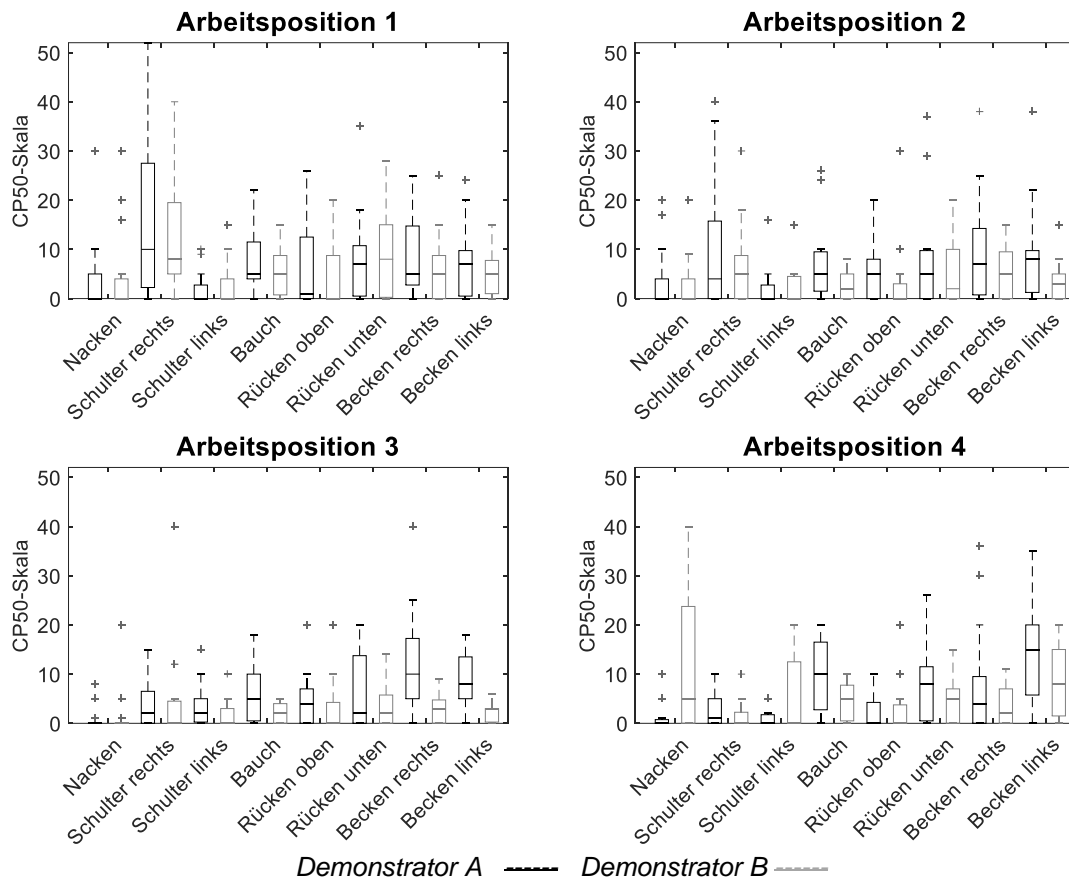 Arbeitsposition 1
CP50-Skala
50
40
30
20
10
0
Nacken
Schulter rechts
Schulter links
Bauch
Rücken oben
Rücken unten
Becken rechts
Becken links
Arbeitsposition 2
CP50-Skala
50
40
30
20
10
0
Nacken
Schulter rechts
Schulter links
Bauch
Rücken oben
Rücken unten
Becken rechts
Becken links
Arbeitsposition 3
CP50-Skala
50
40
30
20
10
0
Nacken
Schulter rechts
Schulter links
Bauch
Rücken oben
Rücken unten
Becken rechts
Becken links
Arbeitsposition 4
CP50-Skala
50
40
30
20
10
0
Nacken
Schulter rechts
Schulter links
Bauch
Rücken oben
Rücken unten
Becken rechts
Becken links
Demonstrator A Demonstrator B